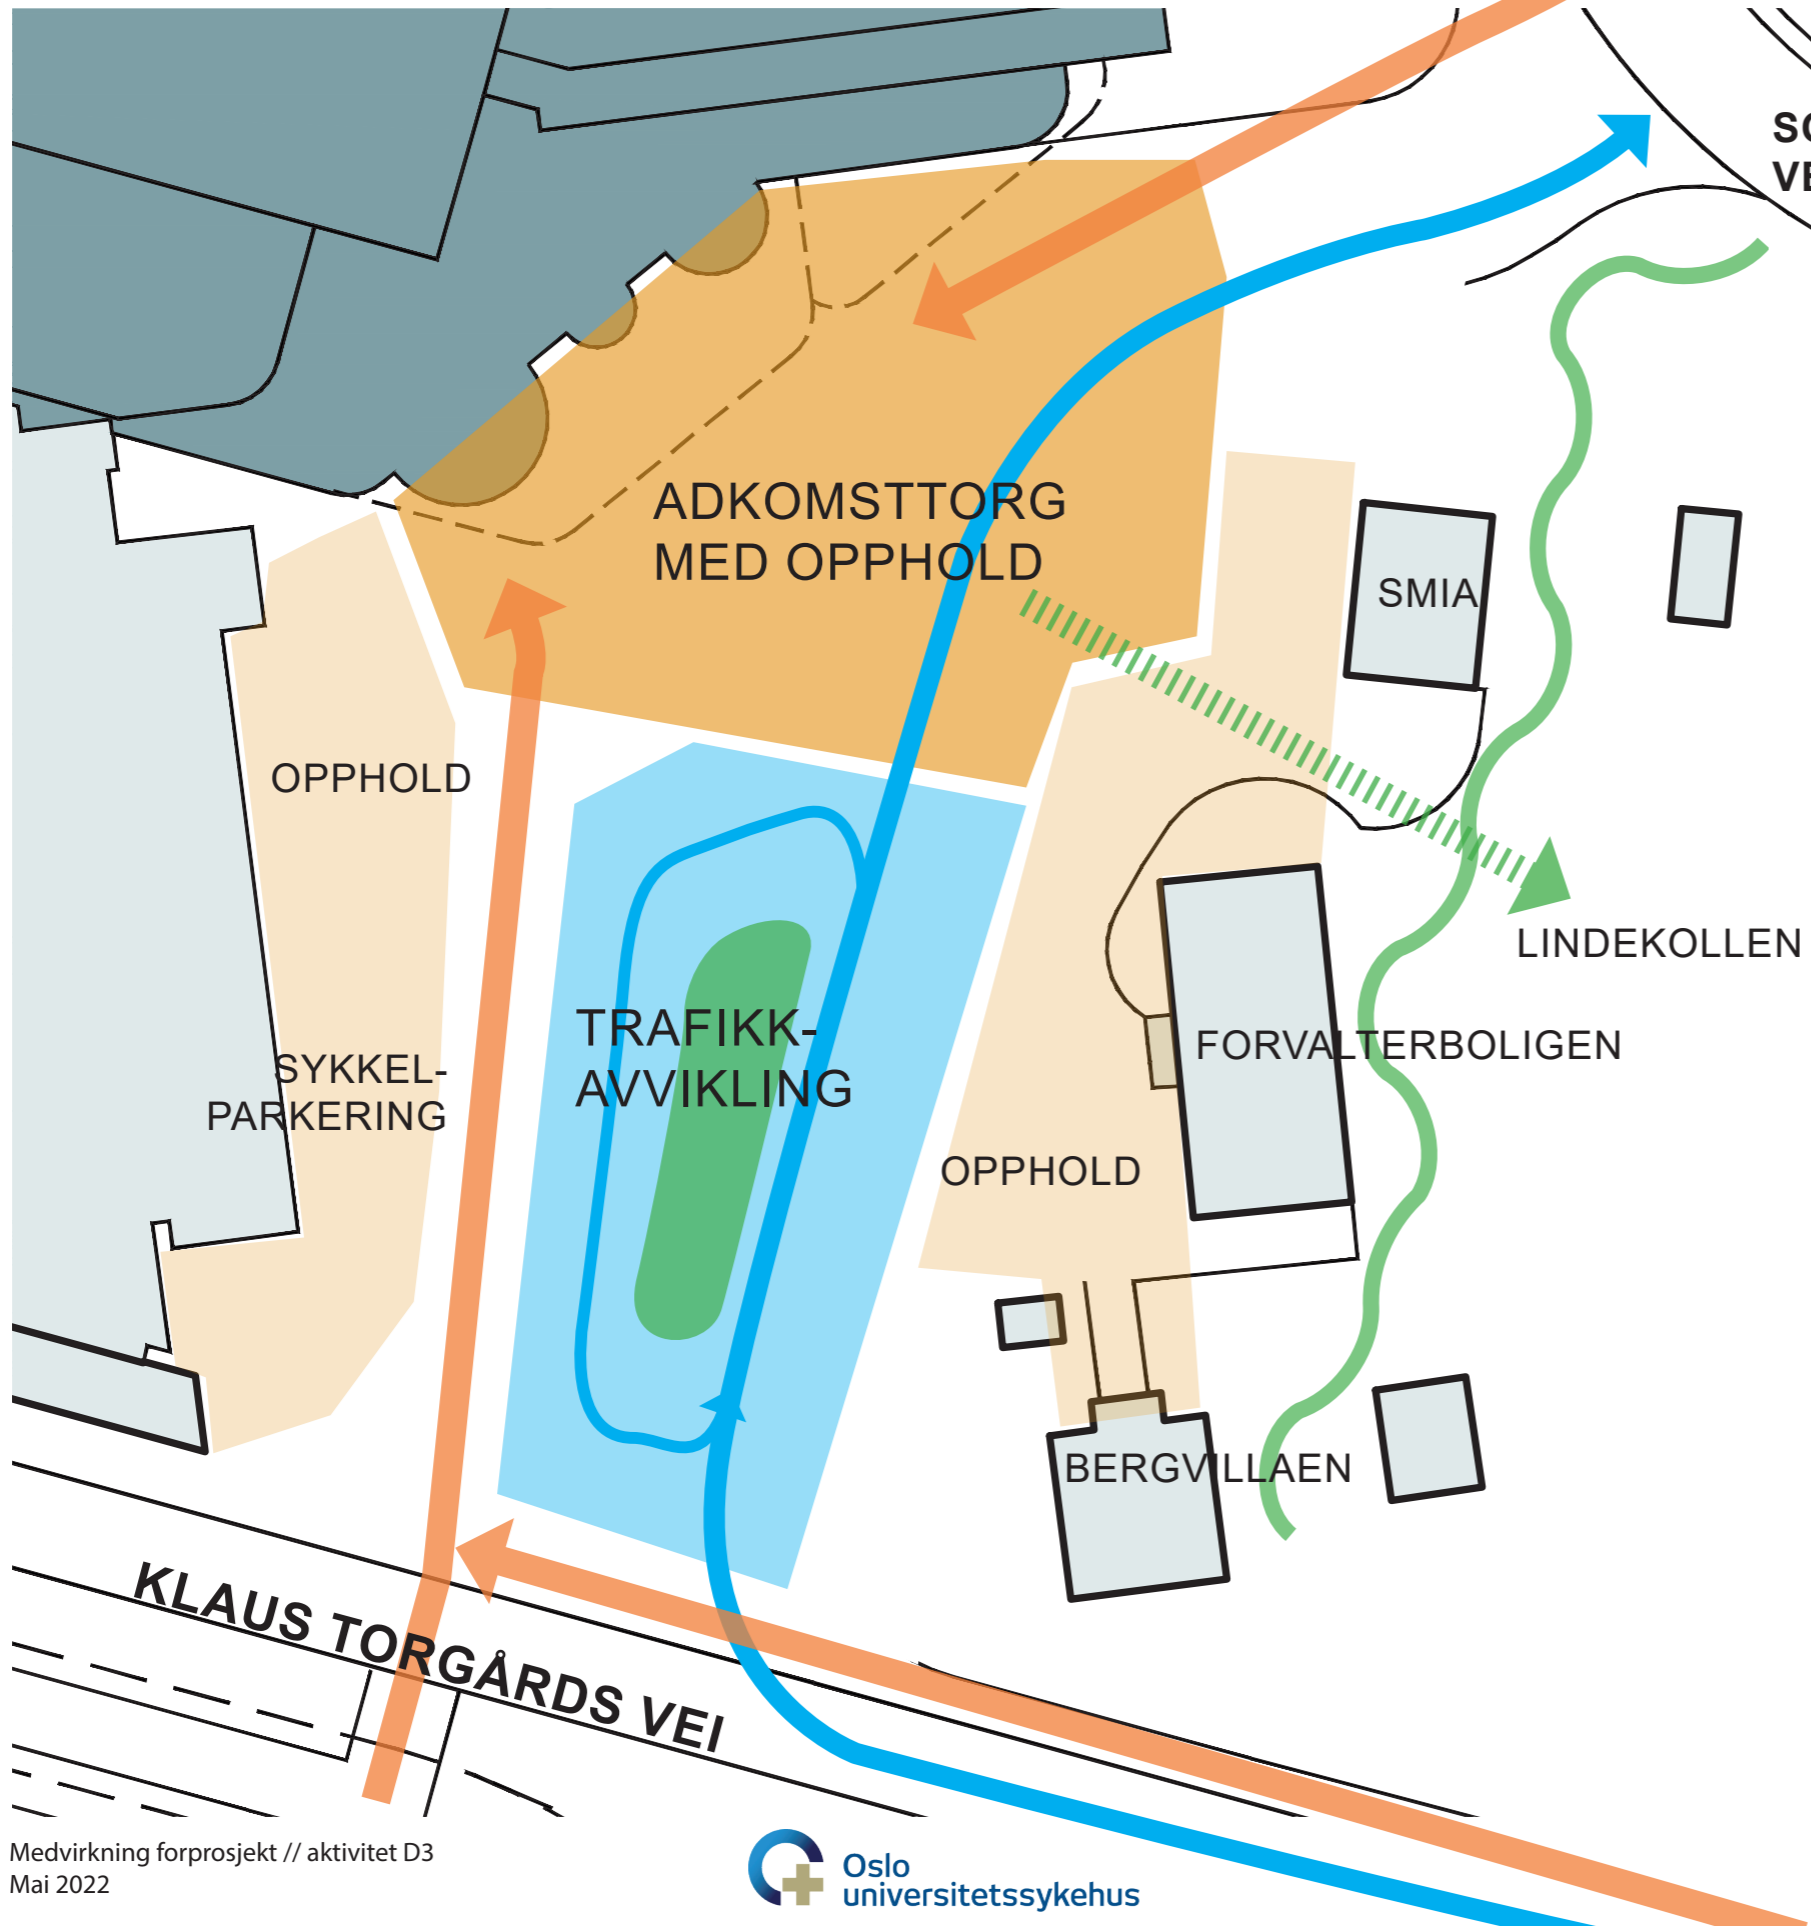 ADKOMSTTORG
MED OPPHOLD
SMIA
OPPHOLD
LINDEKOLLEN
TRAFIKK-
AVVIKLING
FORVALTERBOLIGEN
SYKKEL-
PARKERING
OPPHOLD
BERGVILLAEN
KLAUS TORGÅRDS VEI
Medvirkning forprosjekt // aktivitet D3
Mai 2022
Oslo
universitetssykehus